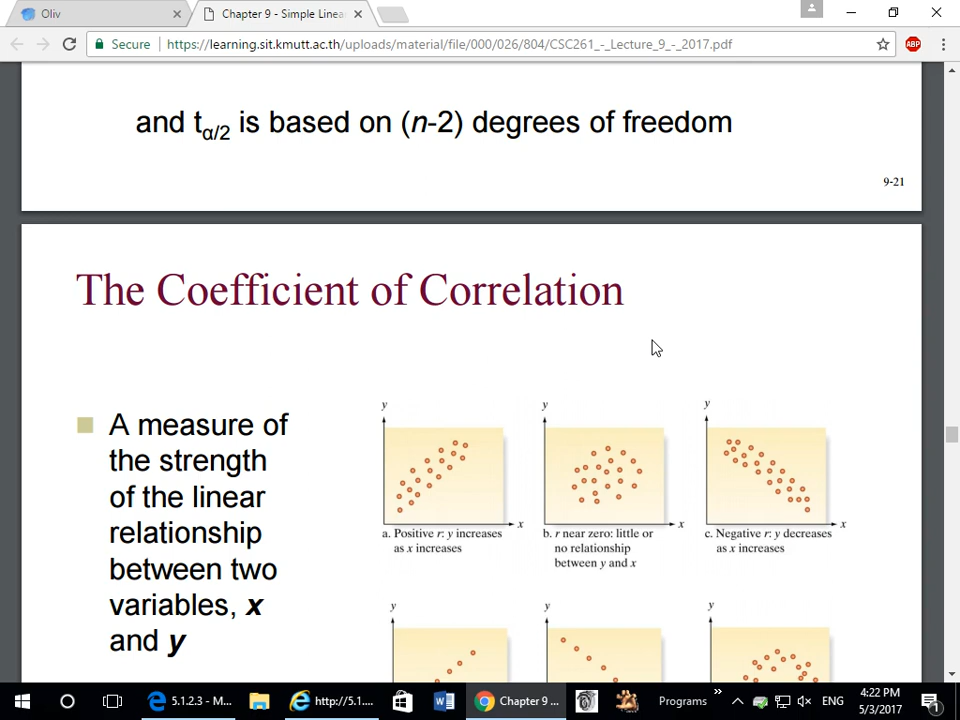 Oliv
Chapter 9 - Simple Linea
Secure
https://learning.sit.kmutt.ac.th/uploads/material/file/000/026/804/CSC261_-_Lecture_9_-_2017.pdf
ABP
and tα/2 is based on (n-2) degrees of freedom
9-21
The Coefficient of Correlation
A measure of
the strength
of the linear
relationship
between two
variables, x
and y
y
x
a. Positive r: y increases
as x increases
y
x
b. r near zero: little or
no relationship
between y and x
y
x
c. Negative r: y decreases
as x increases
y
y
y
5.1.2.3 - M...
http://5.1....
Chapter 9 ...
Programs
ENG
4:22 PM
5/3/2017
1